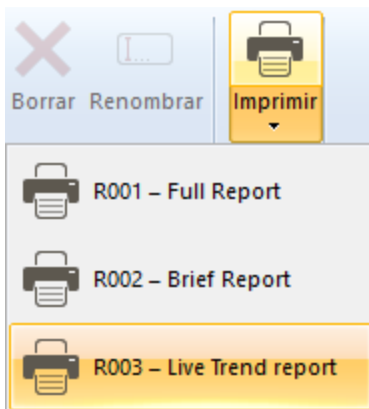 Borrar Renombrar Imprimir
R001 – Full Report
R002 – Brief Report
R003 – Live Trend report